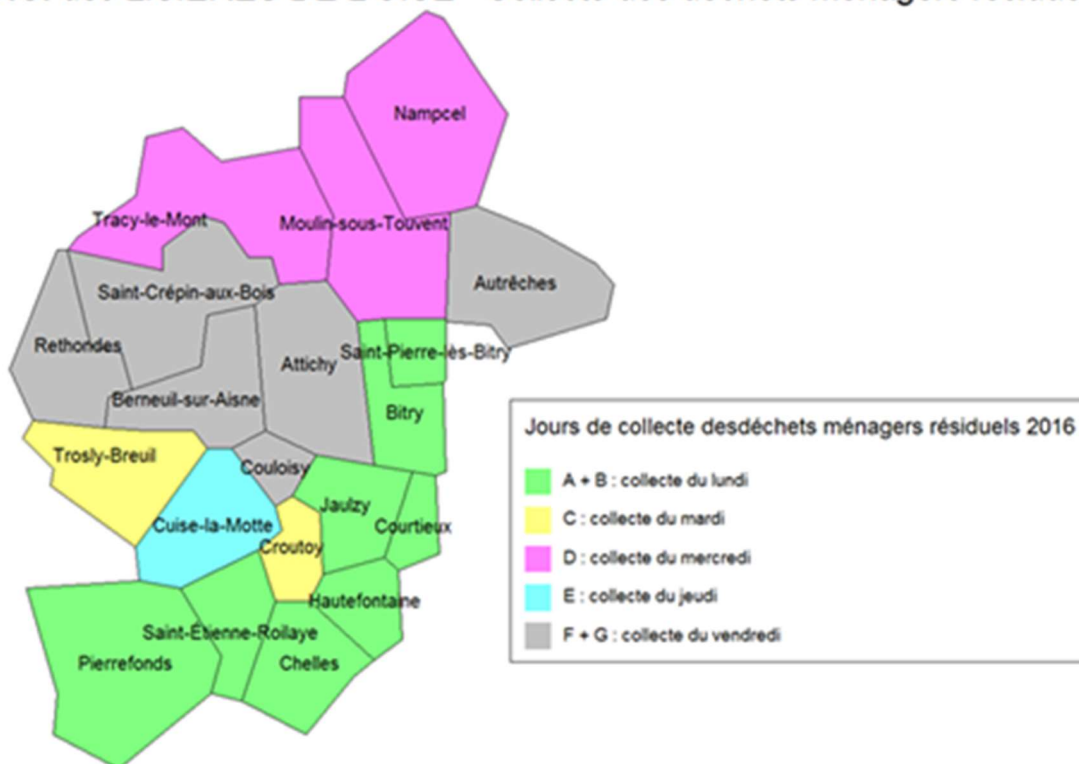 Nampcel
Tracy-le-Mont
Moulin-sous-Touvent
Saint-Crépin-aux-Bois
Autrêches
Rethondes
Attichy
Saint-Pierre-lès-Bitry
Berneuil-sur-Aisne
Bitry
Trosly-Breuil
Couloisy
Jaulzy
Cuise-la-Motte
Courtieux
Croutoy
Hautefontaine
Saint-Etienne-Roilaye
Pierrefonds
Chelles
Jours de collecte desdéchets ménagers résiduels 2016
A + B : collecte du lundi
C : collecte du mardi
D : collecte du mercredi
E : collecte du jeudi
F + G : collecte du vendredi